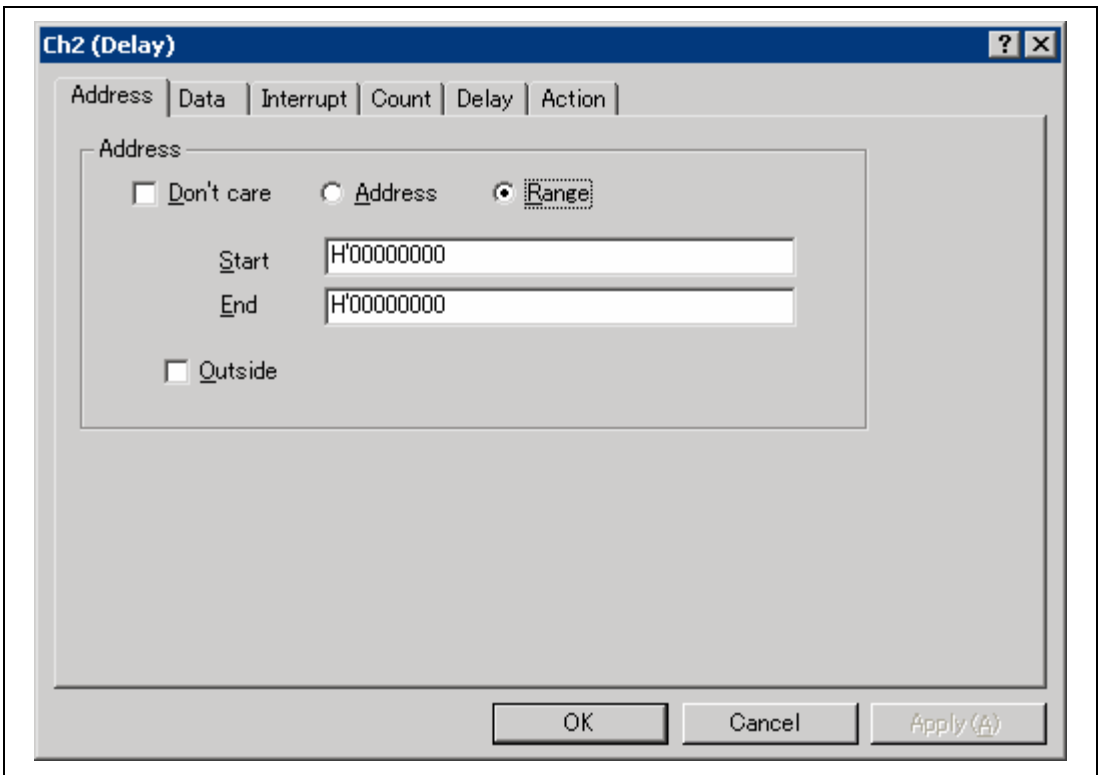 Ch2 (Delay)
Address Data Interrupt Count Delay Action
Address
Don't care Address Range
Start H'00000000
End H'00000000
Outside
OK Cancel Apply(A)